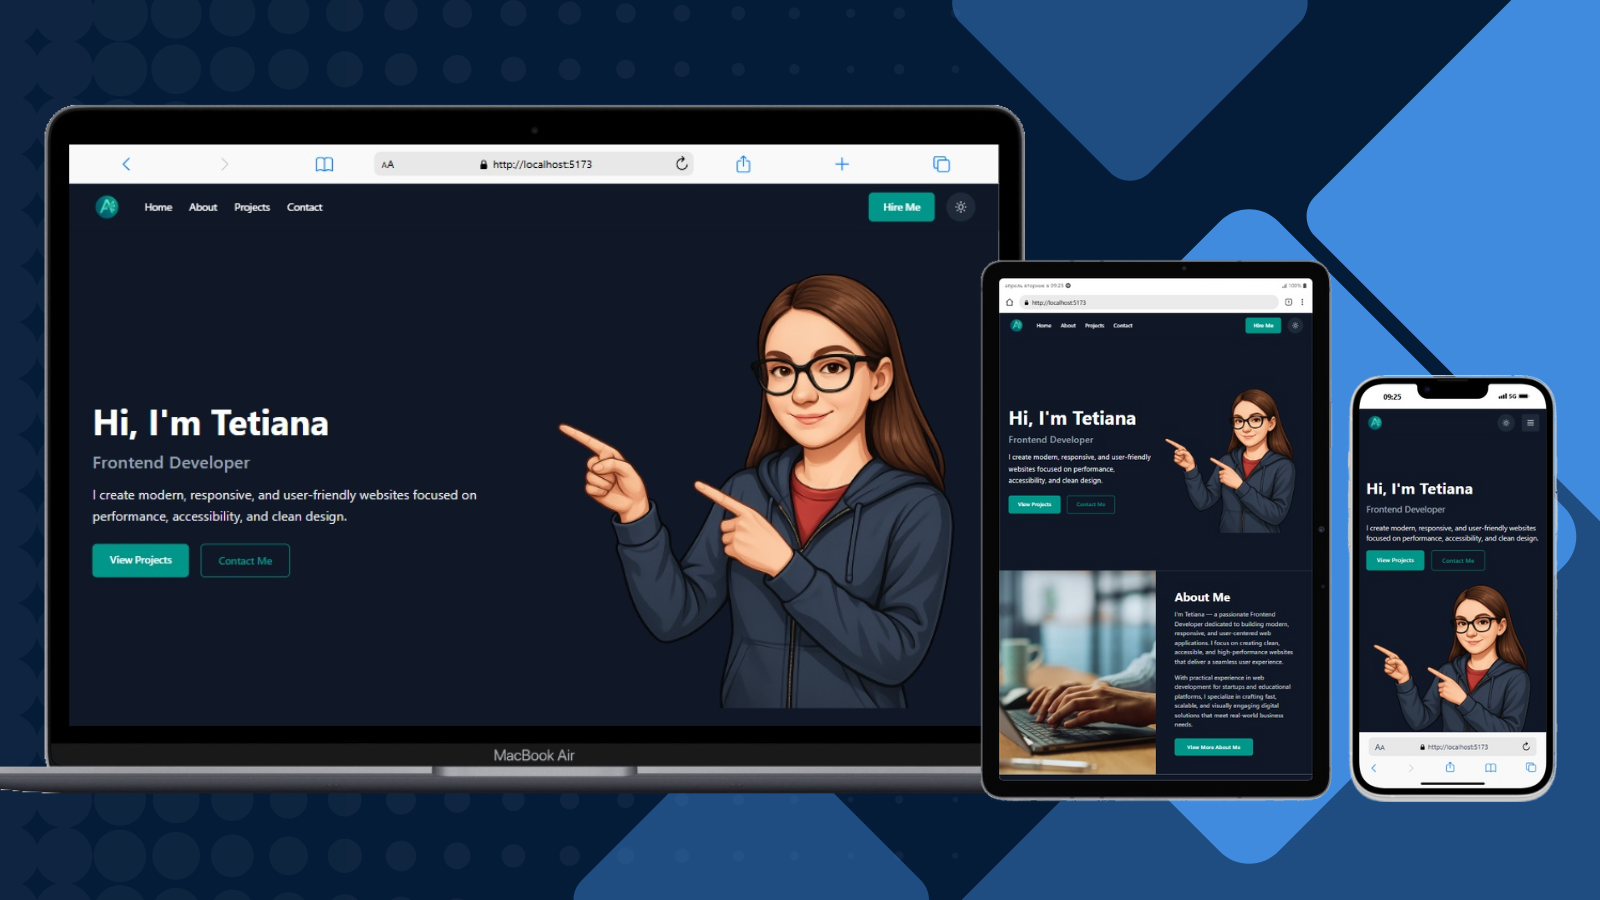 AA http://localhost:5173
Home About Projects Contact Hire Me
Hi, I'm Tetiana
Frontend Developer
I create modern, responsive, and user-friendly websites focused on
performance, accessibility, and clean design.
View Projects Contact Me
MacBook Air
апрель вторник в 09:25 100%
http://localhost:5173
Home About Projects Contact Hire Me
Hi, I'm Tetiana
Frontend Developer
I create modern, responsive, and user-friendly
websites focused on performance,
accessibility, and clean design.
View Projects Contact Me
About Me
I'm Tetiana — a passionate Frontend
Developer dedicated to building modern,
responsive, and user-centered web
applications. I focus on creating clean,
accessible, and high-performance websites
that deliver a seamless user experience.
With practical experience in web
development for startups and educational
platforms, I specialize in crafting fast,
scalable, and visually engaging digital
solutions that meet real-world business
needs.
View More About Me
09:25 5G
Hi, I'm Tetiana
Frontend Developer
I create modern, responsive, and user-friendly websites
focused on performance, accessibility, and clean design.
View Projects Contact Me
AA http://localhost:5173